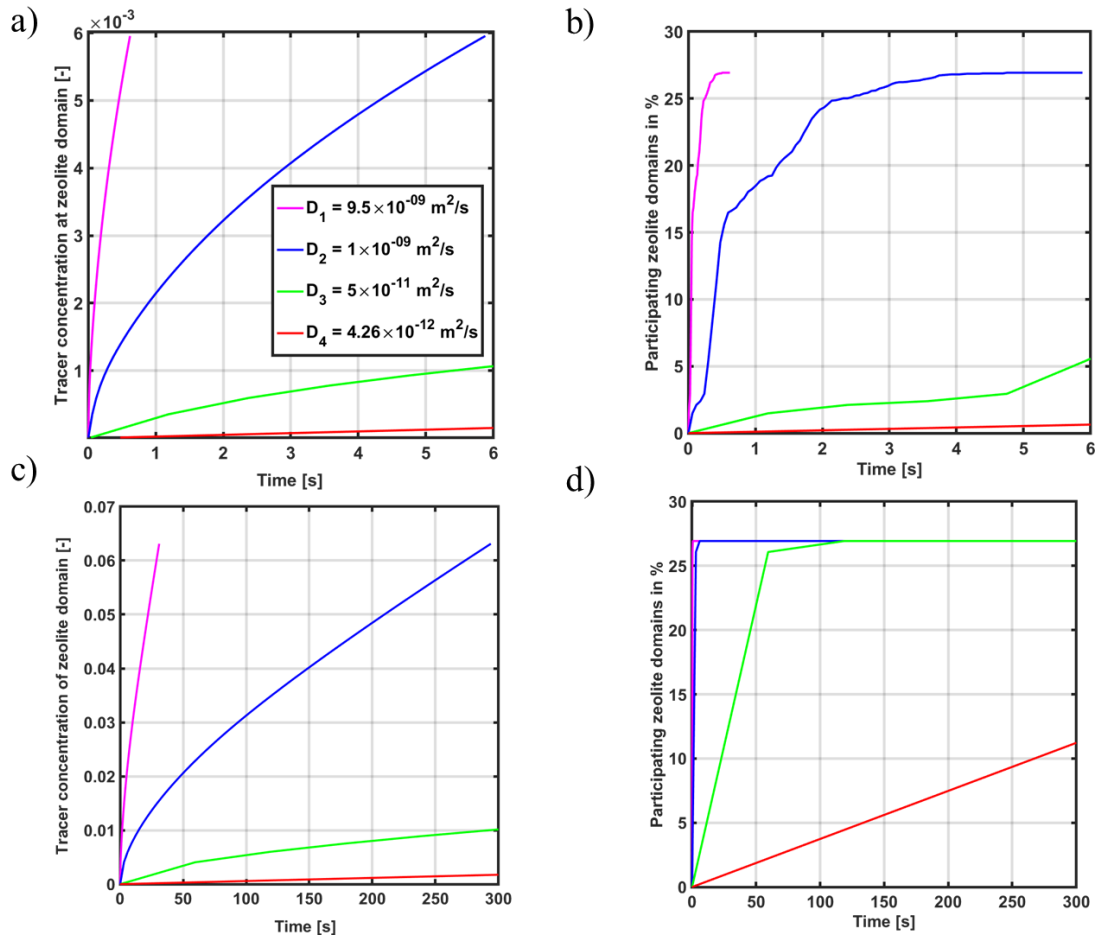 a)
×10⁻³
Tracer concentration at zeolite domain [-]
6
5
4
3
2
1
0 1 2 3 4 5 6
Time [s]
D₁ = 9.5×10⁻⁰⁹ m²/s
D₂ = 1×10⁻⁰⁹ m²/s
D₃ = 5×10⁻¹¹ m²/s
D₄ = 4.26×10⁻¹² m²/s
b)
Participating zeolite domains in %
30
25
20
15
10
5
0
0 1 2 3 4 5 6
Time [s]
c)
Tracer concentration of zeolite domain [-]
0.07
0.06
0.05
0.04
0.03
0.02
0.01
0
0 50 100 150 200 250 300
Time [s]
d)
Participating zeolite domains in %
30
25
20
15
10
5
0
0 50 100 150 200 250 300
Time [s]